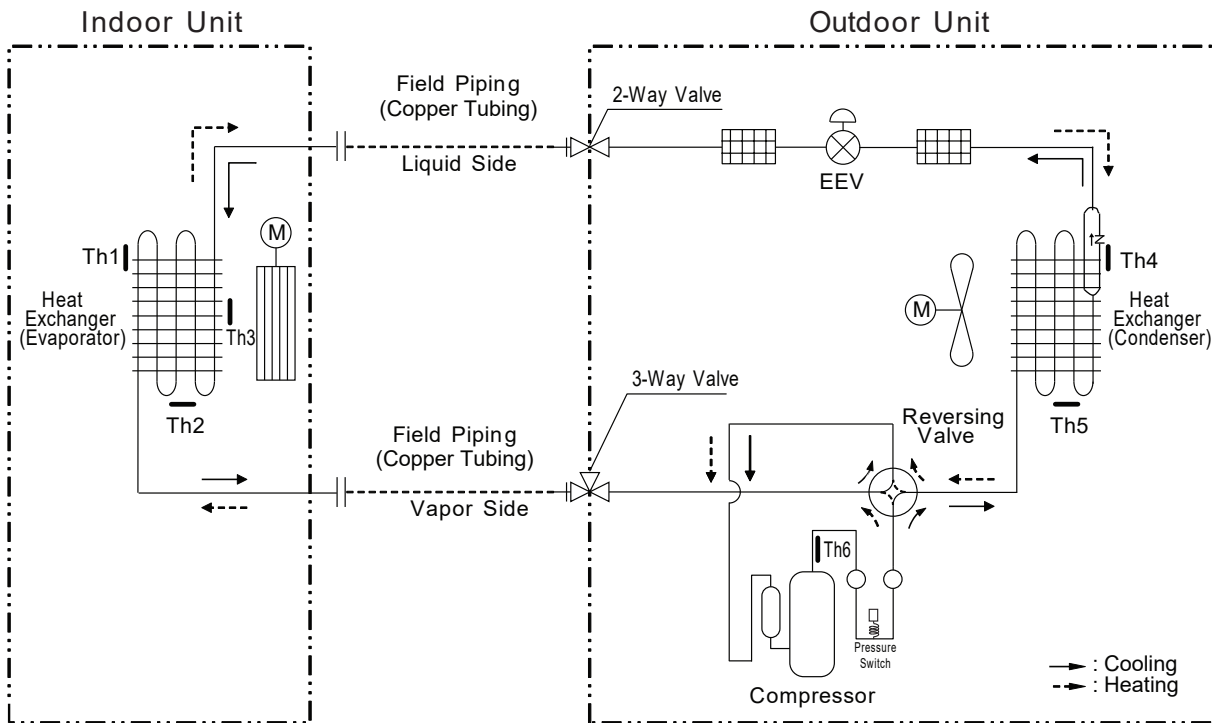 Indoor Unit
Outdoor Unit
Field Piping
(Copper Tubing)
Liquid Side
2-Way Valve
EEV
M
Th1
Heat
Exchanger
(Evaporator)
Th3
Th2
M
Th4
Heat
Exchanger
(Condenser)
Th5
3-Way Valve
Reversing
Valve
Field Piping
(Copper Tubing)
Vapor Side
Th6
Pressure
Switch
Compressor
: Cooling
: Heating